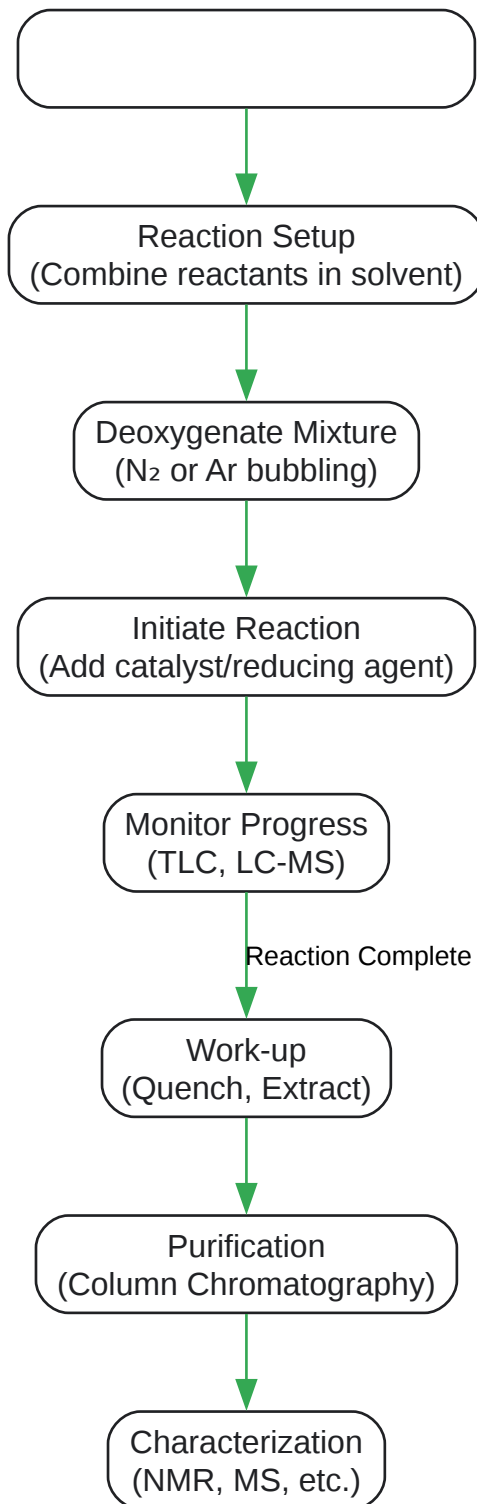 Reaction Setup
(Combine reactants in solvent)
Deoxygenate Mixture
(N₂ or Ar bubbling)
Initiate Reaction
(Add catalyst/reducing agent)
Monitor Progress
(TLC, LC-MS)
Reaction Complete
Work-up
(Quench, Extract)
Purification
(Column Chromatography)
Characterization
(NMR, MS, etc.)